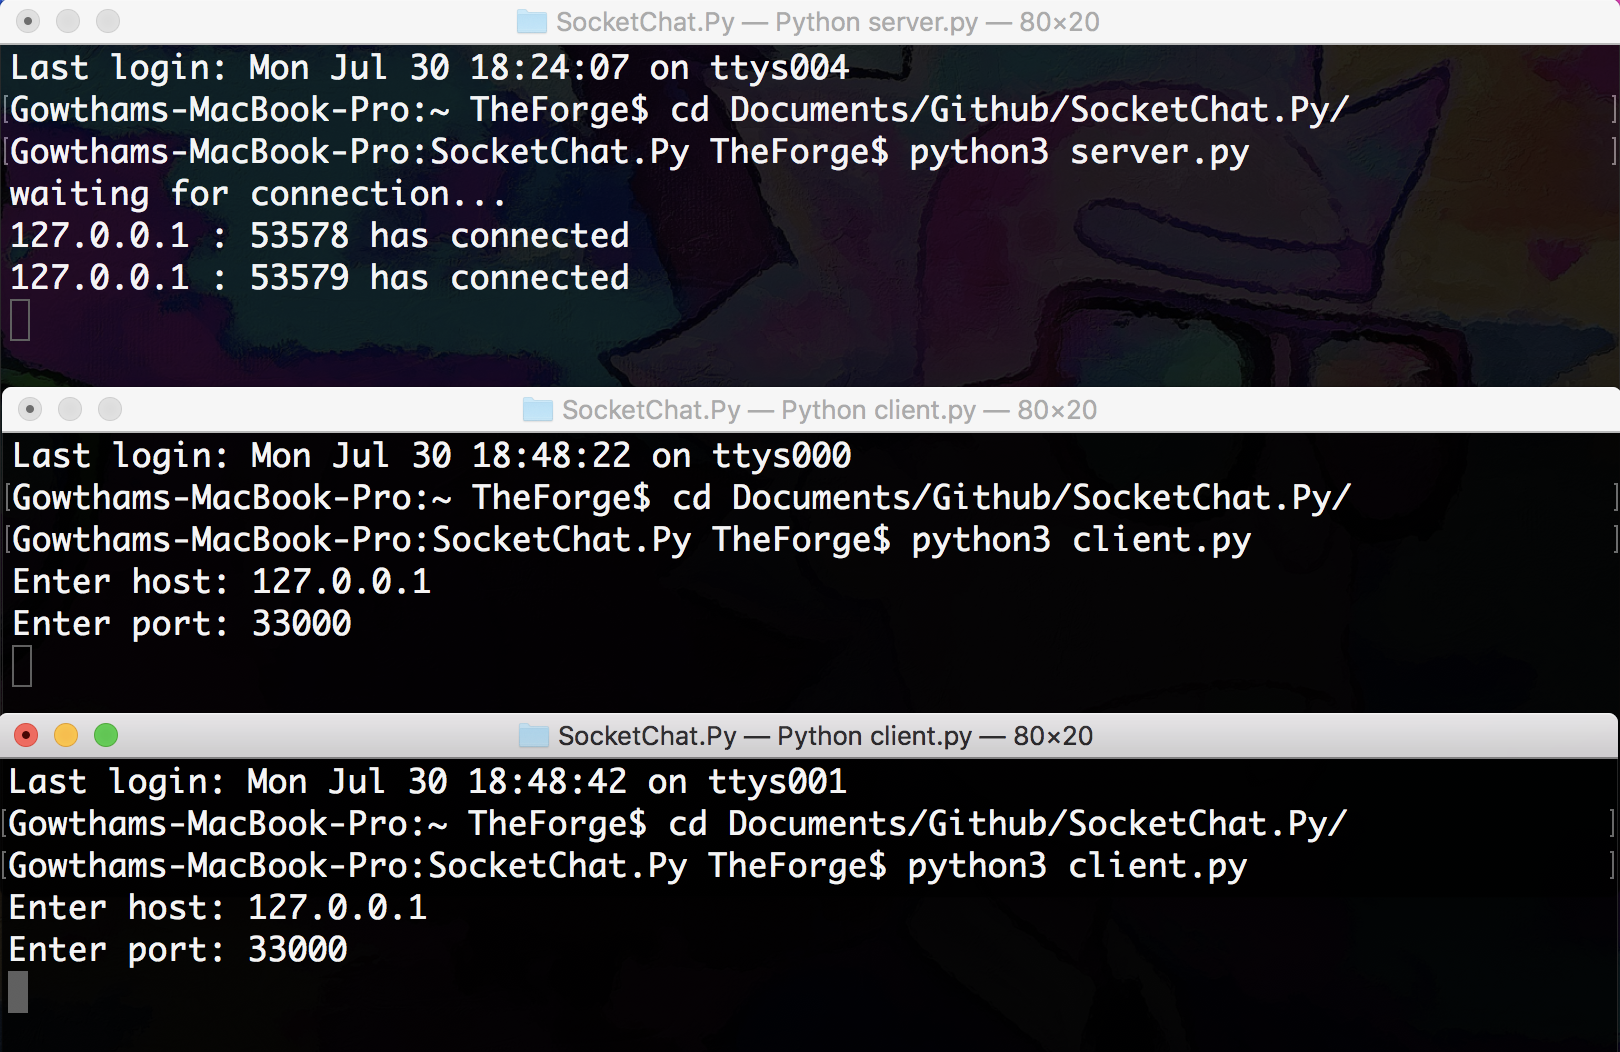 SocketChat.Py — Python server.py — 80×20
Last login: Mon Jul 30 18:24:07 on ttys004
[Gowthams-MacBook-Pro:~ TheForge$ cd Documents/Github/SocketChat.Py/ ]
[Gowthams-MacBook-Pro:SocketChat.Py TheForge$ python3 server.py ]
waiting for connection...
127.0.0.1 : 53578 has connected
127.0.0.1 : 53579 has connected
SocketChat.Py — Python client.py — 80×20
Last login: Mon Jul 30 18:48:22 on ttys000
[Gowthams-MacBook-Pro:~ TheForge$ cd Documents/Github/SocketChat.Py/ ]
[Gowthams-MacBook-Pro:SocketChat.Py TheForge$ python3 client.py ]
Enter host: 127.0.0.1
Enter port: 33000
SocketChat.Py — Python client.py — 80×20
Last login: Mon Jul 30 18:48:42 on ttys001
[Gowthams-MacBook-Pro:~ TheForge$ cd Documents/Github/SocketChat.Py/ ]
[Gowthams-MacBook-Pro:SocketChat.Py TheForge$ python3 client.py ]
Enter host: 127.0.0.1
Enter port: 33000